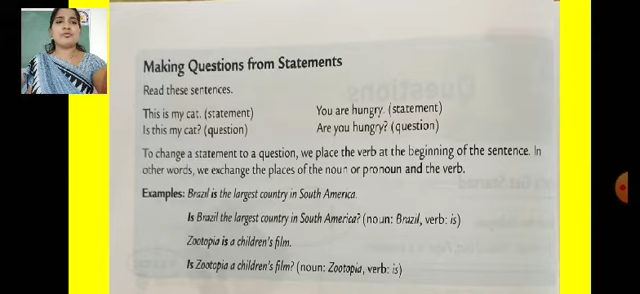 Making Questions from Statements
Read these sentences.
This is my cat. (statement) You are hungry. (statement)
Is this my cat? (question) Are you hungry? (question)
To change a statement to a question, we place the verb at the beginning of the sentence. In
other words, we exchange the places of the noun or pronoun and the verb.
Examples: Brazil is the largest country in South America.
Is Brazil the largest country in South America? (noun: Brazil, verb: is)
Zootopia is a children's film.
Is Zootopia a children's film? (noun: Zootopia, verb: is)